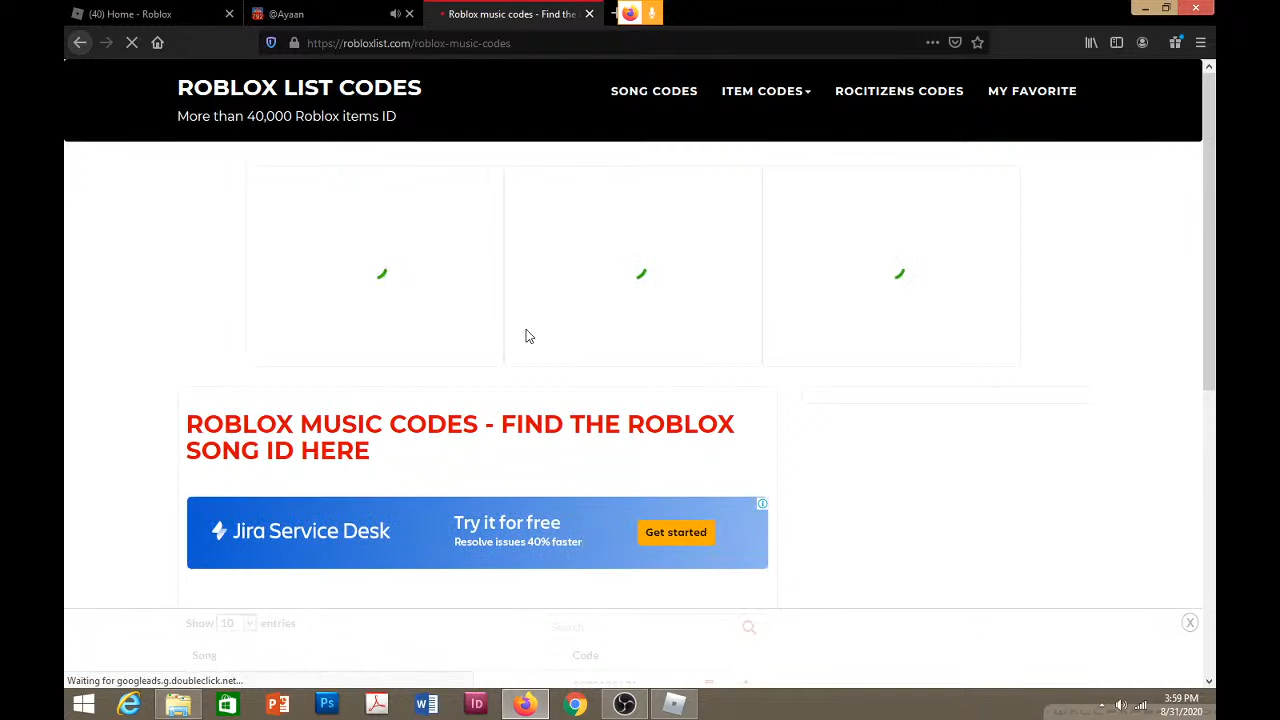 (40) Home - Roblox
792 @Ayaan
Roblox music codes - Find the
https://robloxlist.com/roblox-music-codes
ROBLOX LIST CODES
More than 40,000 Roblox items ID
SONG CODES
ITEM CODES
ROCITIZENS CODES
MY FAVORITE
ROBLOX MUSIC CODES - FIND THE ROBLOX
SONG ID HERE
Jira Service Desk
Try it for free
Resolve issues 40% faster
Get started
Show 10 entries
Search:
Song
Code
Waiting for googleads.g.doubleclick.net...
3:59 PM
8/31/2020